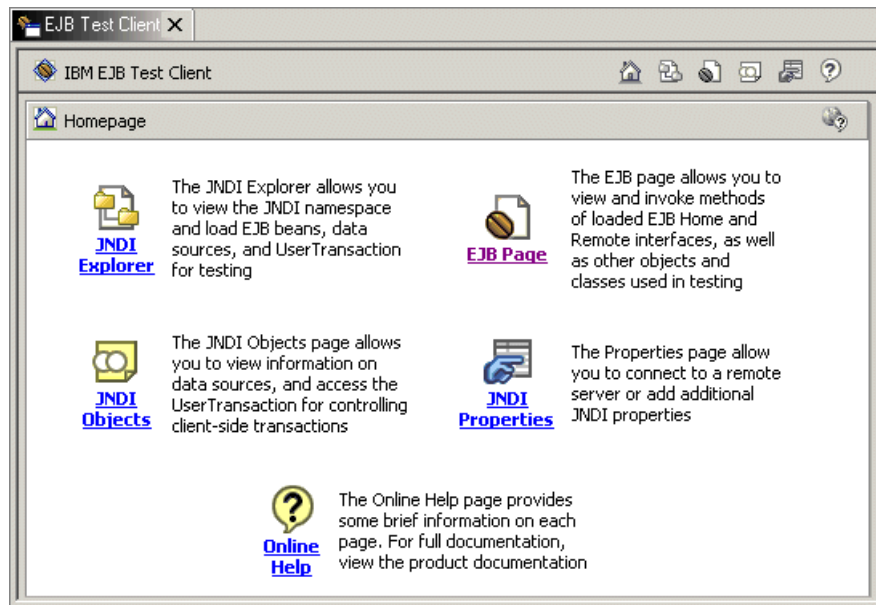 EJB Test Client
IBM EJB Test Client
Homepage
JNDI
Explorer
The JNDI Explorer allows you
to view the JNDI namespace
and load EJB beans, data
sources, and UserTransaction
for testing
EJB Page
The EJB page allows you to
view and invoke methods
of loaded EJB Home and
Remote interfaces, as well
as other objects and
classes used in testing
JNDI
Objects
The JNDI Objects page allows
you to view information on
data sources, and access the
UserTransaction for controlling
client-side transactions
JNDI
Properties
The Properties page allow
you to connect to a remote
server or add additional
JNDI properties
Online
Help
The Online Help page provides
some brief information on each
page. For full documentation,
view the product documentation